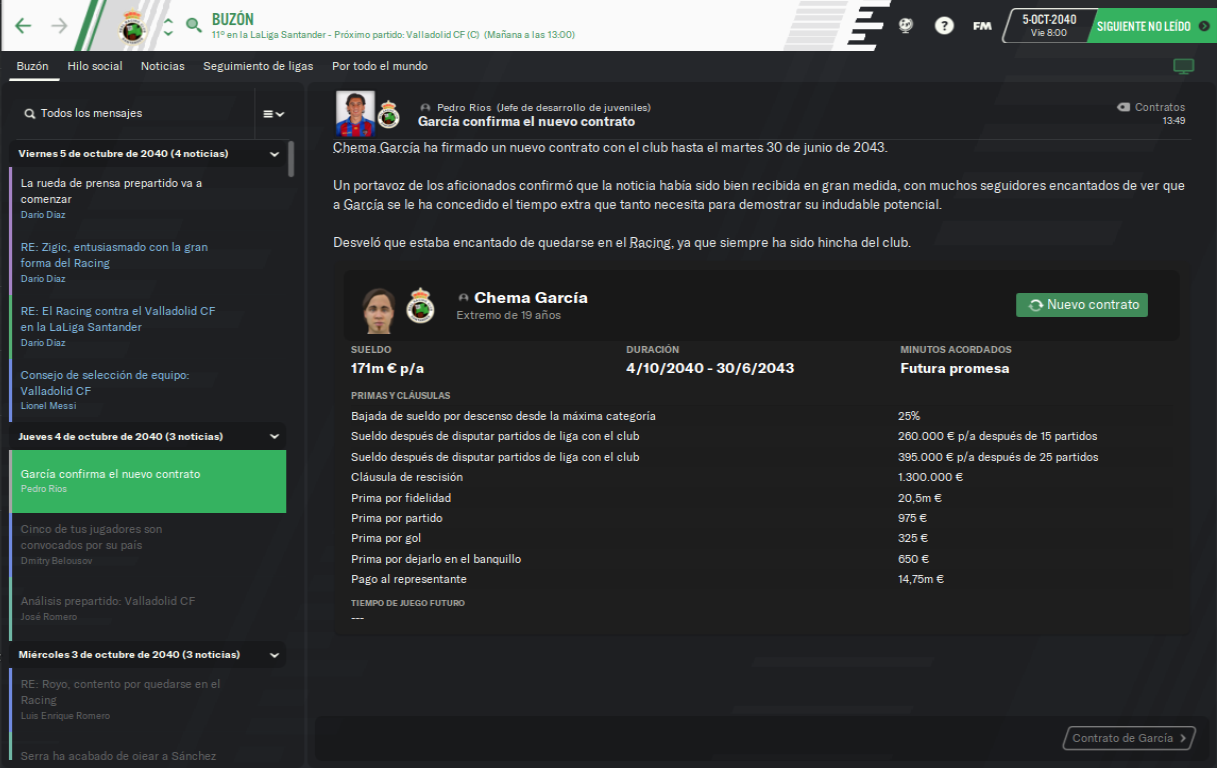 BUZÓN
11º en la LaLiga Santander - Próximo partido: Valladolid CF (C) (Mañana a las 13:00)
?
FM
5-OCT-2040
Vie 8:00
SIGUIENTE NO LEÍDO
Buzón Hilo social Noticias Seguimiento de ligas Por todo el mundo
Todos los mensajes
Viernes 5 de octubre de 2040 (4 noticias)
La rueda de prensa prepartido va a
comenzar
Darío Díaz
RE: Zigic, entusiasmado con la gran
forma del Racing
Darío Díaz
RE: El Racing contra el Valladolid CF
en la LaLiga Santander
Darío Díaz
Consejo de selección de equipo:
Valladolid CF
Lionel Messi
Jueves 4 de octubre de 2040 (3 noticias)
García confirma el nuevo contrato
Pedro Ríos
Cinco de tus jugadores son
convocados por su país
Dmitry Belousov
Análisis prepartido: Valladolid CF
José Romero
Miércoles 3 de octubre de 2040 (3 noticias)
RE: Royo, contento por quedarse en el
Racing
Luis Enrique Romero
Serra ha acabado de ojear a Sánchez
Pedro Ríos (Jefe de desarrollo de juveniles)
García confirma el nuevo contrato
Contratos
13:49
Chema García ha firmado un nuevo contrato con el club hasta el martes 30 de junio de 2043.
Un portavoz de los aficionados confirmó que la noticia había sido bien recibida en gran medida, con muchos seguidores encantados de ver que
a García se le ha concedido el tiempo extra que tanto necesita para demostrar su indudable potencial.
Desveló que estaba encantado de quedarse en el Racing, ya que siempre ha sido hincha del club.
Chema García
Extremo de 19 años
Nuevo contrato
SUELDO DURACIÓN MINUTOS ACORDADOS
171m € p/a 4/10/2040 - 30/6/2043 Futura promesa
PRIMAS Y CLÁUSULAS
Bajada de sueldo por descenso desde la máxima categoría 25%
Sueldo después de disputar partidos de liga con el club 260.000 € p/a después de 15 partidos
Sueldo después de disputar partidos de liga con el club 395.000 € p/a después de 25 partidos
Cláusula de rescisión 1.300.000 €
Prima por fidelidad 20,5m €
Prima por partido 975 €
Prima por gol 325 €
Prima por dejarlo en el banquillo 650 €
Pago al representante 14,75m €
TIEMPO DE JUEGO FUTURO
---
Contrato de García